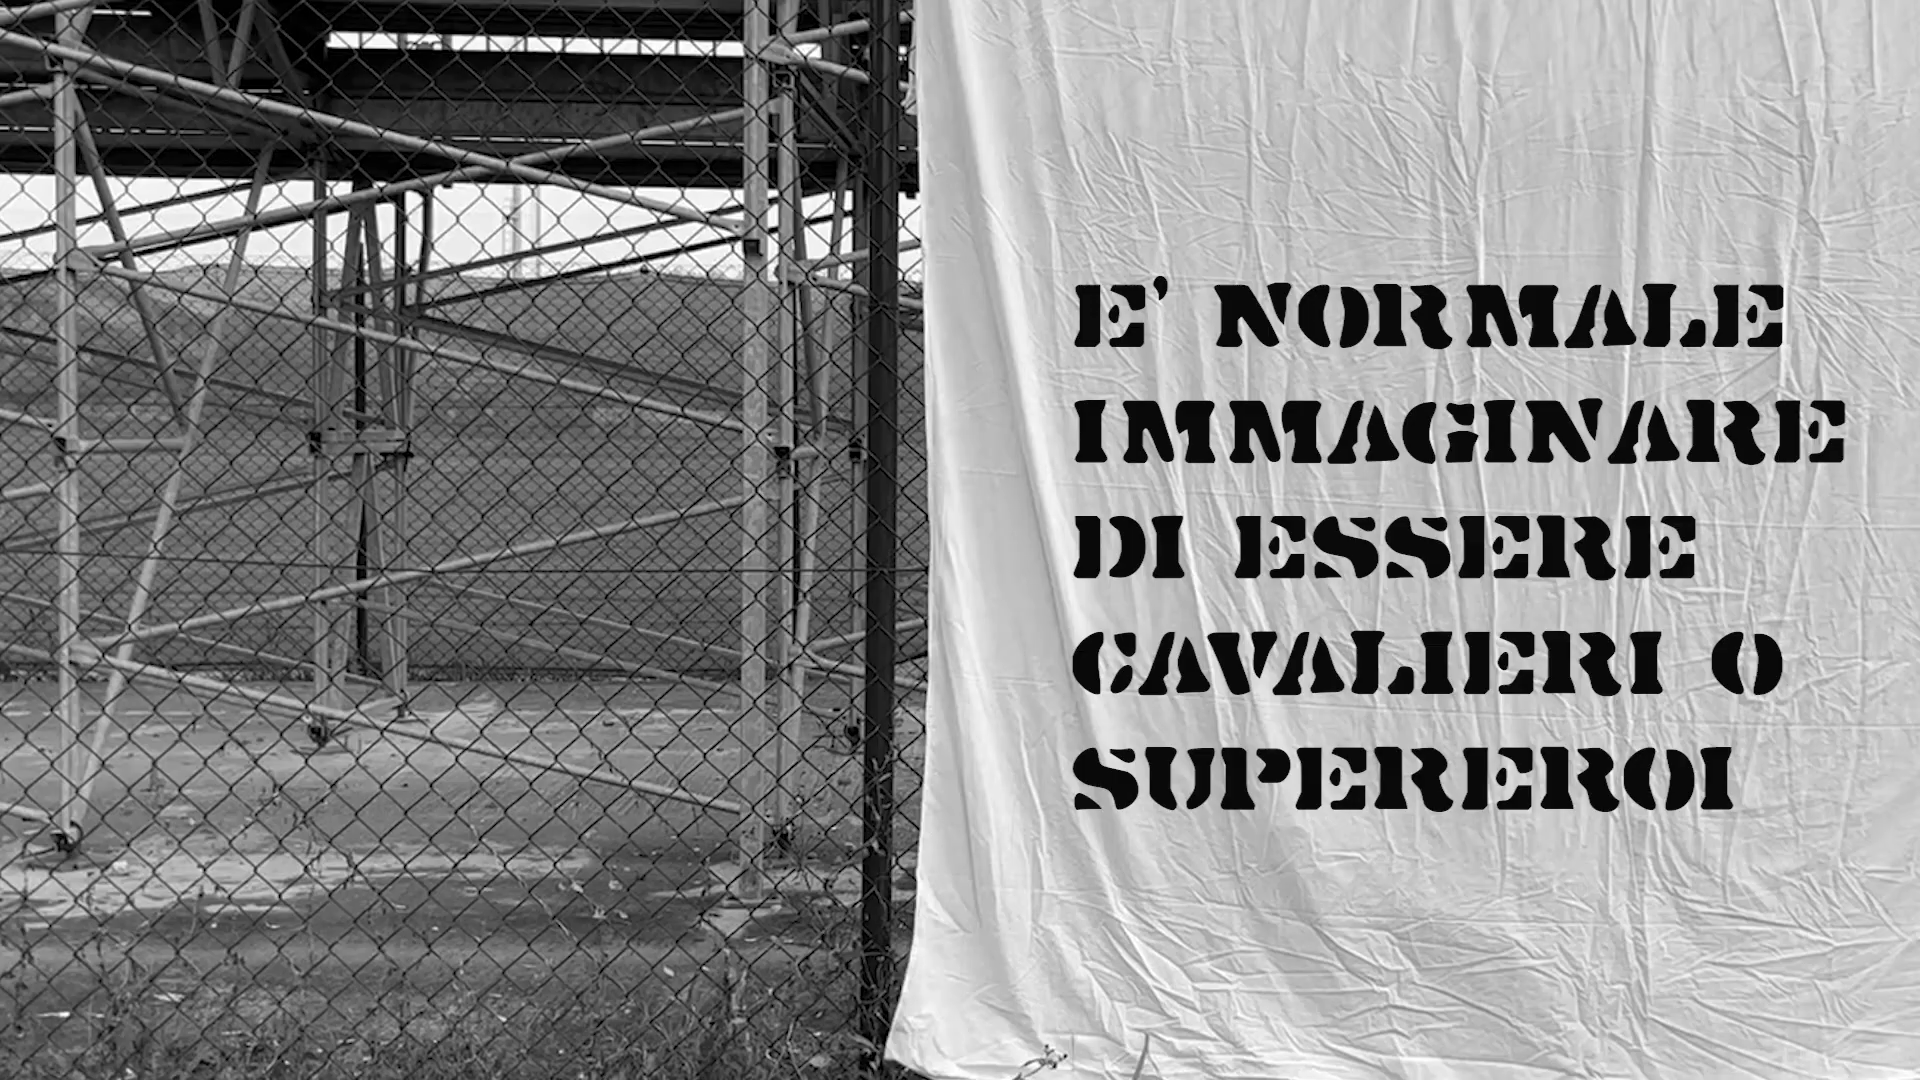 E' NORMALE
IMMAGINARE
DI ESSERE
CAVALIERI O
SUPEREROI